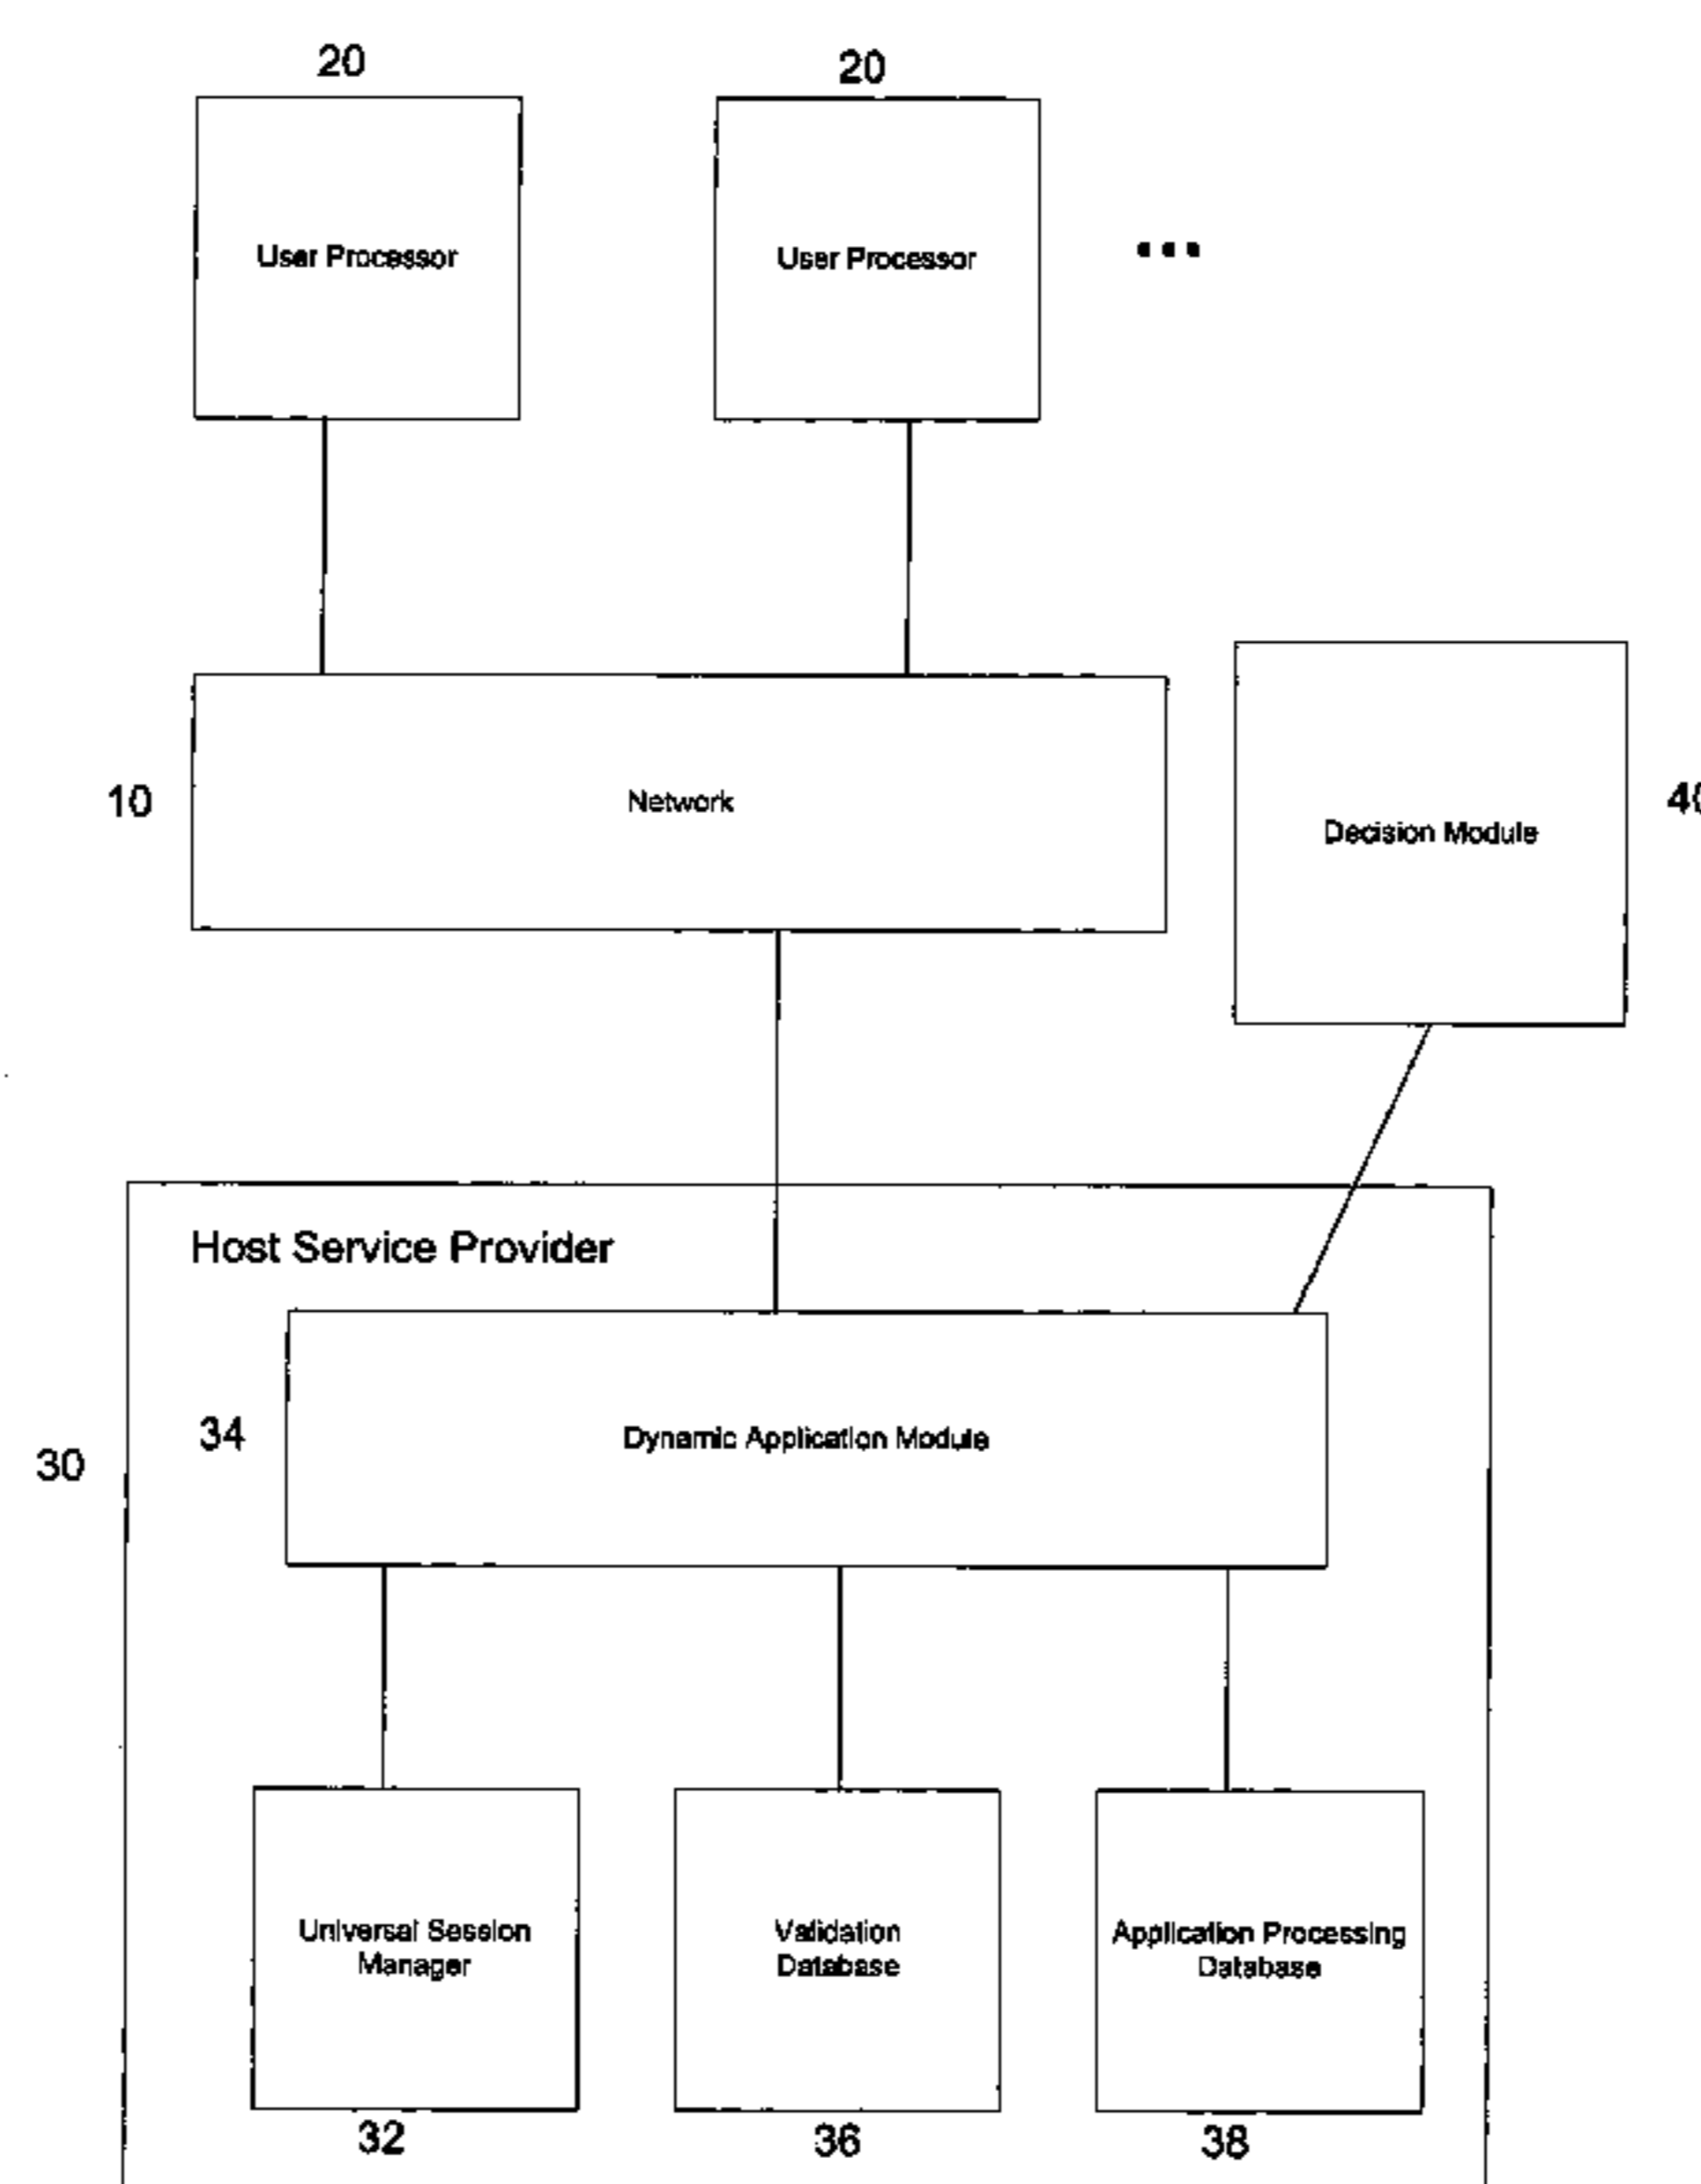 20
20
User Processor
User Processor
...
10
Network
Decision Module
40
Host Service Provider
34
30
Dynamic Application Module
Universal Session
Manager
Validation
Database
Application Processing
Database
32
36
38